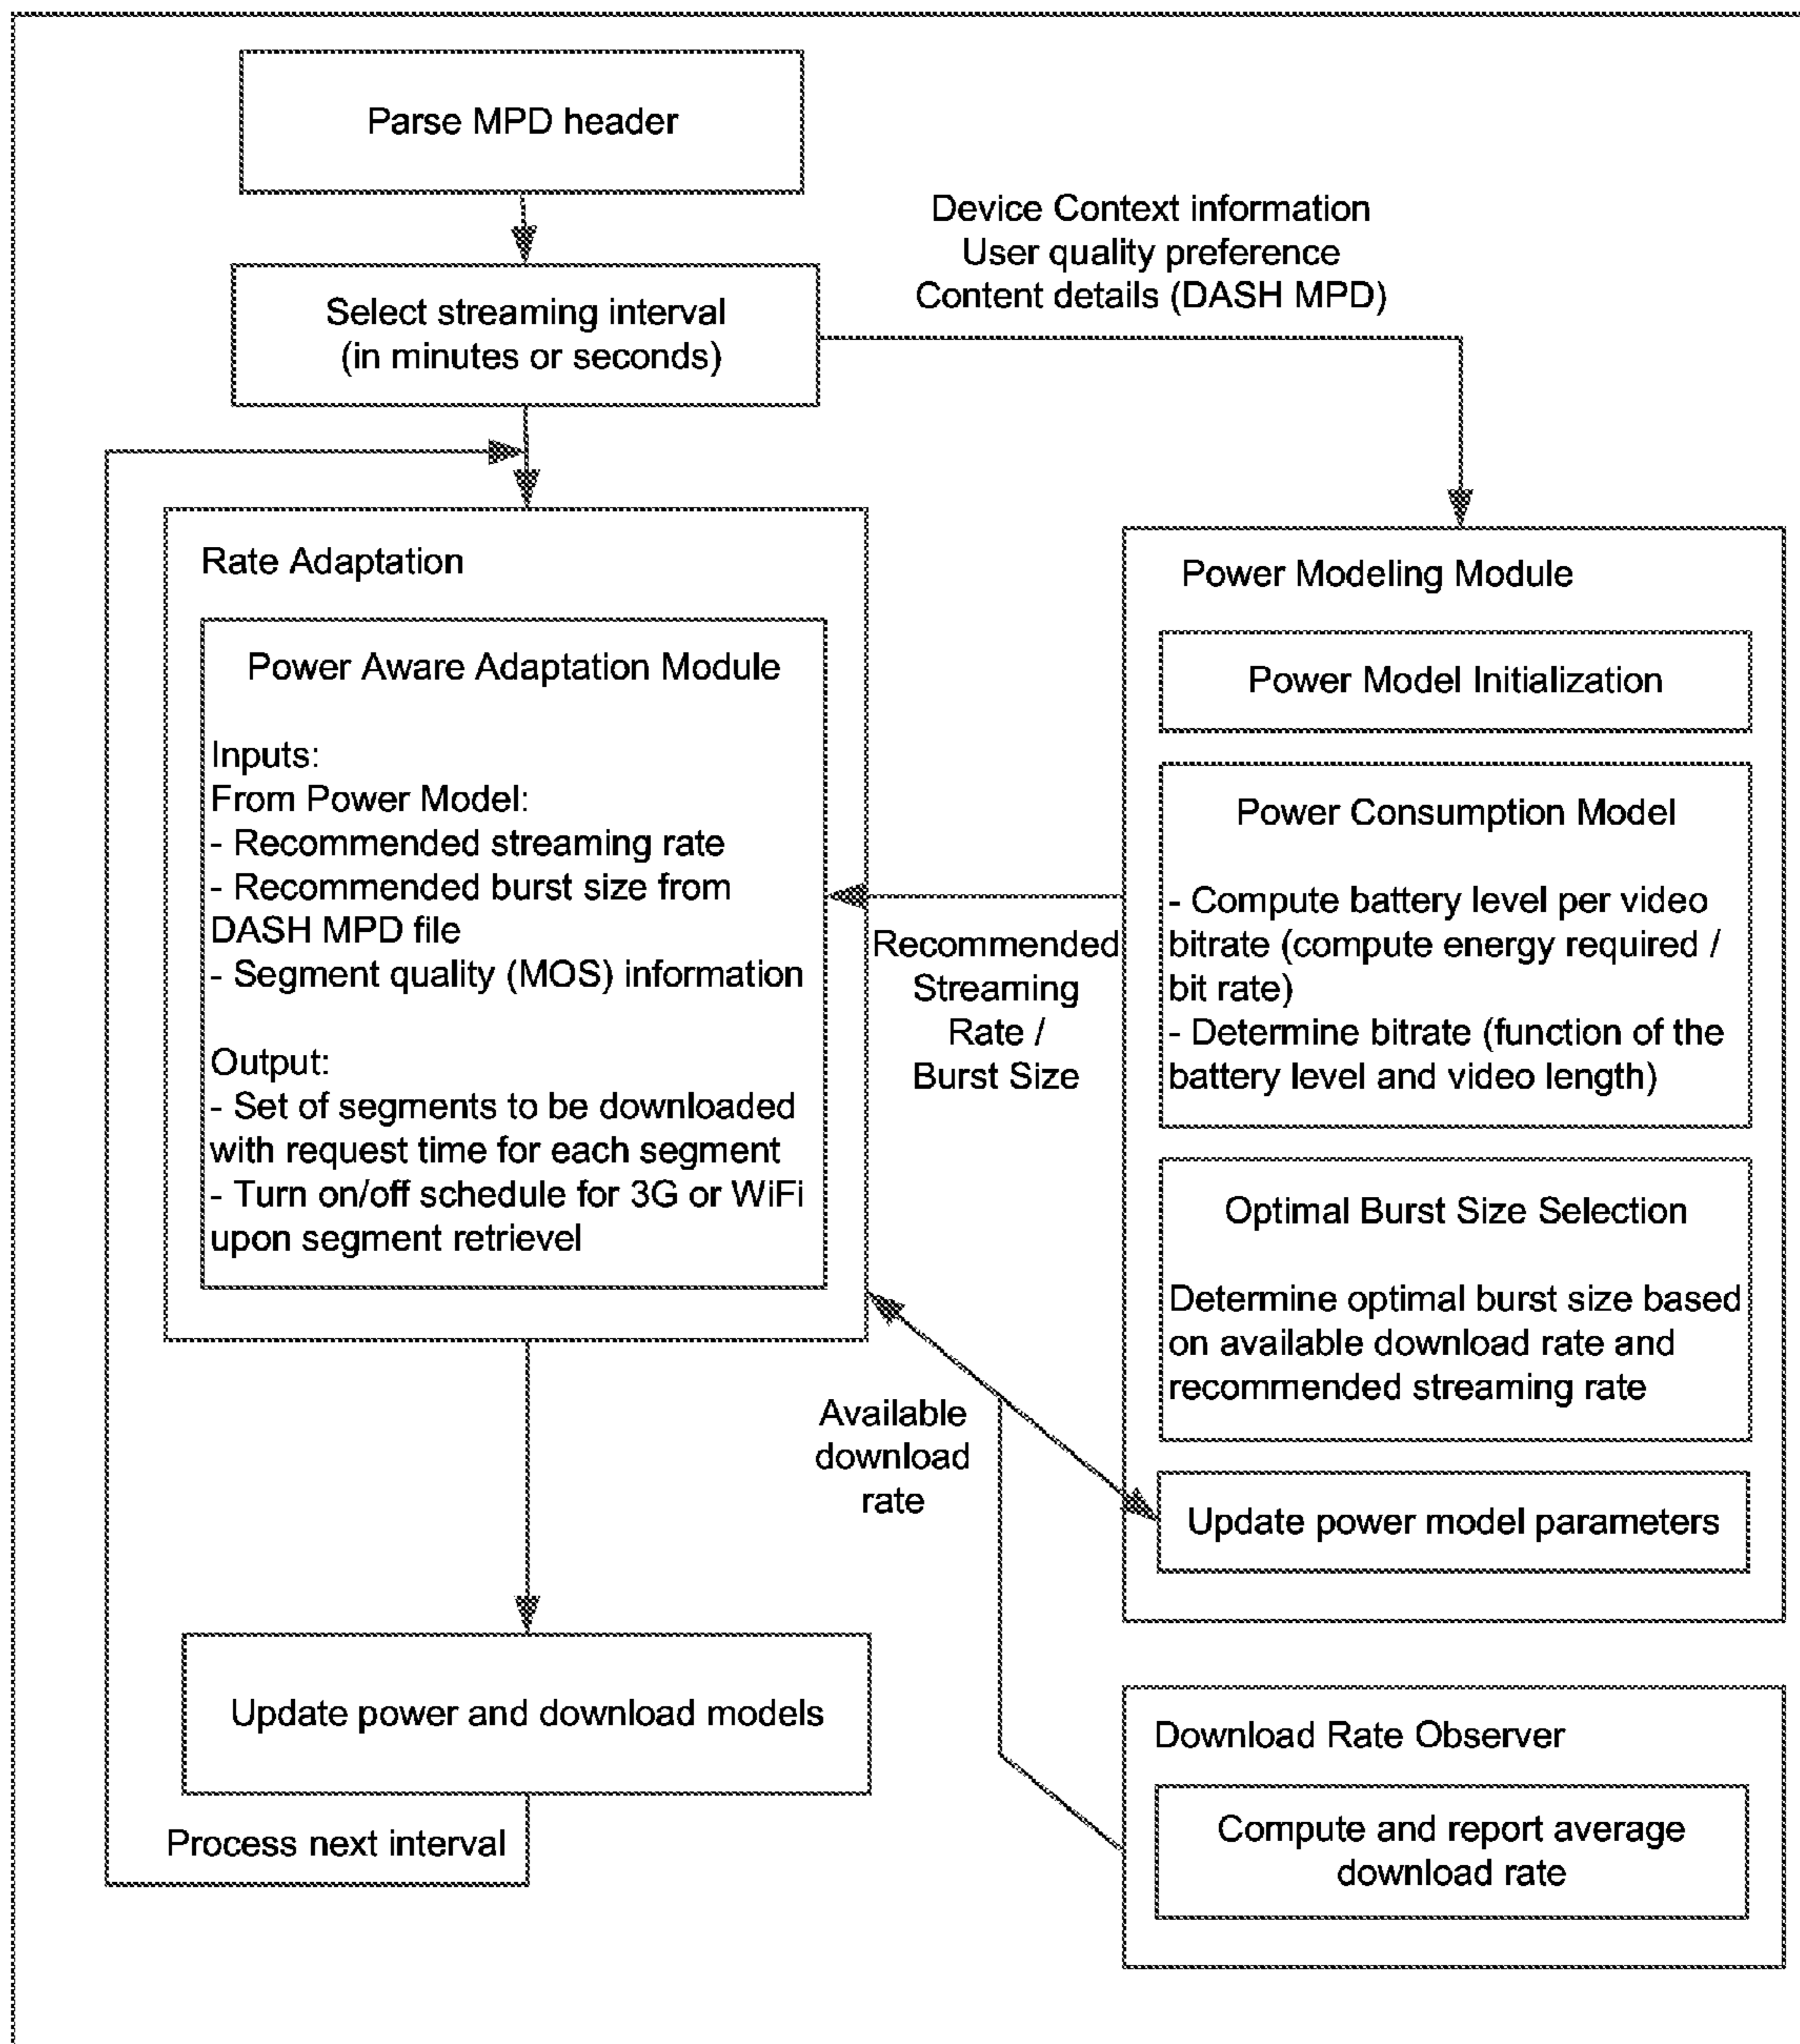 Parse MPD header
Device Context information
User quality preference
Content details (DASH MPD)
Select streaming interval
(in minutes or seconds)
Rate Adaptation
Power Aware Adaptation Module
Inputs:
From Power Model:
- Recommended streaming rate
- Recommended burst size from
DASH MPD file
- Segment quality (MOS) information
Output:
- Set of segments to be downloaded
with request time for each segment
- Turn on/off schedule for 3G or WiFi
upon segment retrievel
Recommended
Streaming
Rate /
Burst Size
Power Modeling Module
Power Model Initialization
Power Consumption Model
- Compute battery level per video
bitrate (compute energy required /
bit rate)
- Determine bitrate (function of the
battery level and video length)
Optimal Burst Size Selection
Determine optimal burst size based
on available download rate and
recommended streaming rate
Update power model parameters
Available
download
rate
Update power and download models
Process next interval
Download Rate Observer
Compute and report average
download rate